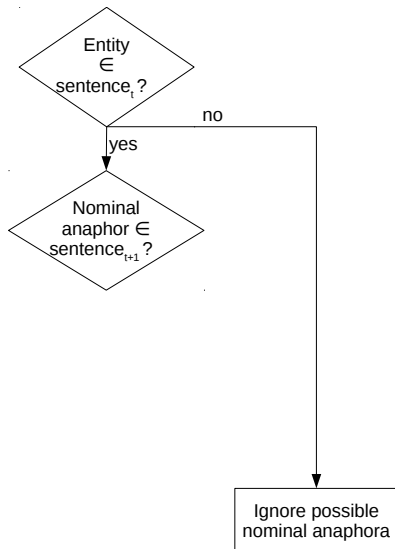 Entity
∈
sentence_t ?
no
yes
Nominal
anaphor ∈
sentence_t+1 ?
Ignore possible
nominal anaphora